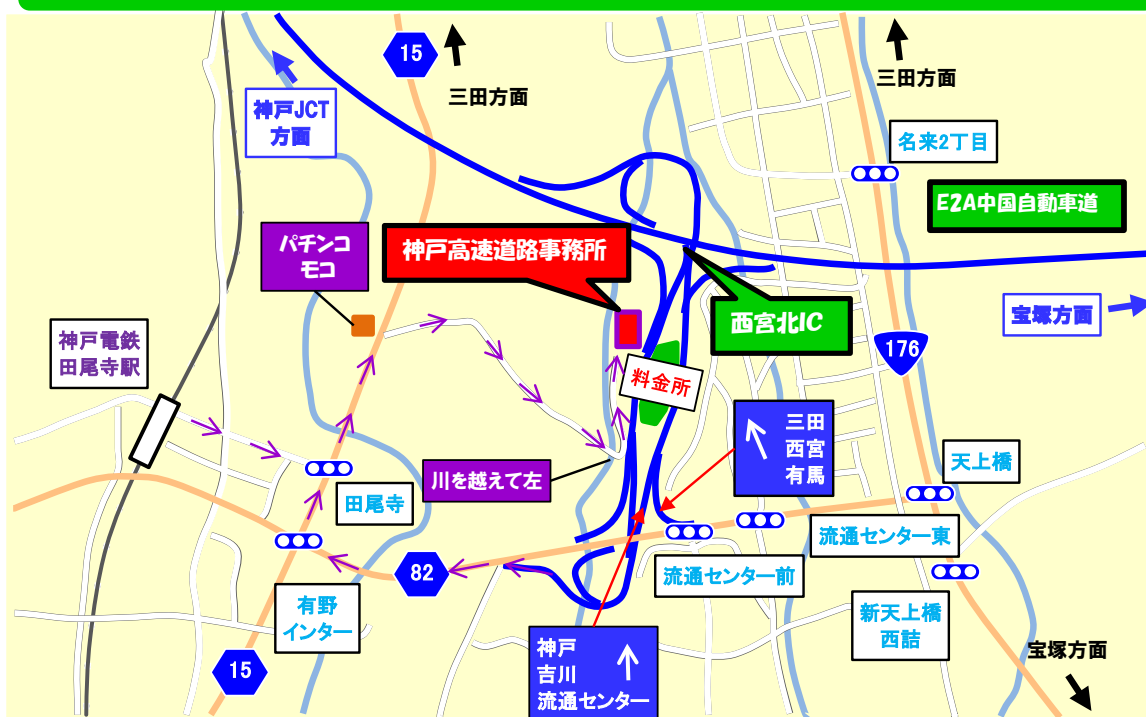 15
三田方面
三田方面
神戸JCT
方面
名来2丁目
E2A中国自動車道
パチンコ
モコ
神戸高速道路事務所
西宮北IC
宝塚方面
神戸電鉄
田尾寺駅
176
料金所
三田
西宮
有馬
川を越えて左
天上橋
田尾寺
流通センター東
82
流通センター前
有野
インター
新天上橋
西詰
15
神戸
吉川
流通センター
宝塚方面